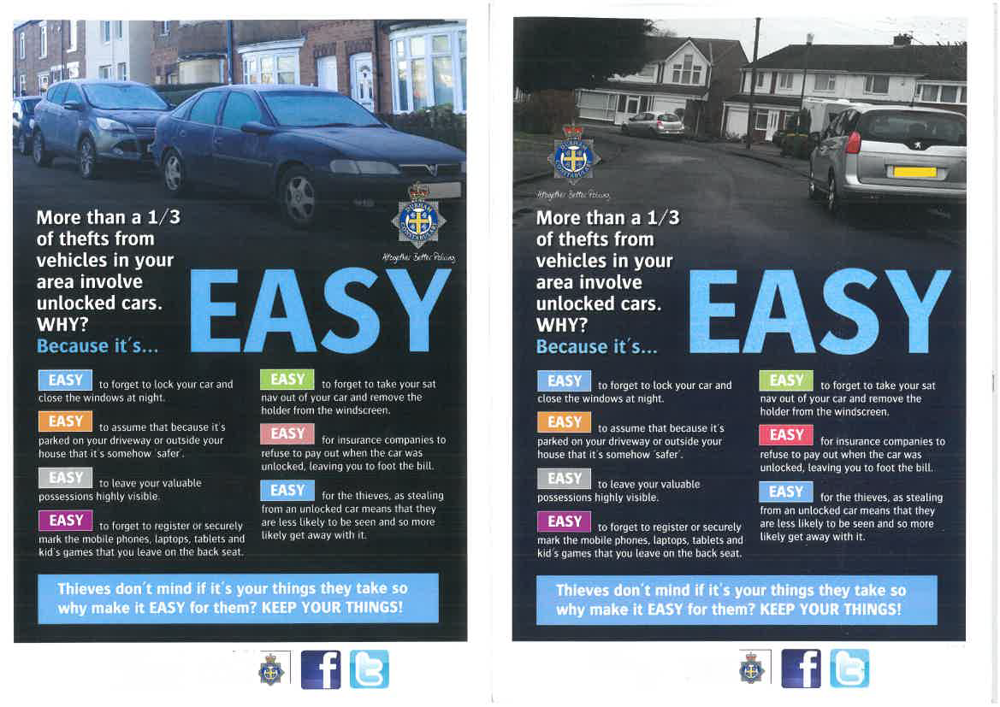 DURHAM
CONSTABULARY
Altogether Better Policing
More than a 1/3
of thefts from
vehicles in your
area involve
unlocked cars.
WHY?
Because it's...
EASY
EASY to forget to lock your car and
close the windows at night.
EASY to assume that because it's
parked on your driveway or outside your
house that it's somehow 'safer'.
EASY to leave your valuable
possessions highly visible.
EASY to forget to register or securely
mark the mobile phones, laptops, tablets and
kid's games that you leave on the back seat.
EASY to forget to take your sat
nav out of your car and remove the
holder from the windscreen.
EASY for insurance companies to
refuse to pay out when the car was
unlocked, leaving you to foot the bill.
EASY for the thieves, as stealing
from an unlocked car means that they
are less likely to be seen and so more
likely get away with it.
Thieves don't mind if it's your things they take so
why make it EASY for them? KEEP YOUR THINGS!
f
t
DURHAM
CONSTABULARY
Altogether Better Policing
More than a 1/3
of thefts from
vehicles in your
area involve
unlocked cars.
WHY?
Because it's...
EASY
EASY to forget to lock your car and
close the windows at night.
EASY to assume that because it's
parked on your driveway or outside your
house that it's somehow 'safer'.
EASY to leave your valuable
possessions highly visible.
EASY to forget to register or securely
mark the mobile phones, laptops, tablets and
kid's games that you leave on the back seat.
EASY to forget to take your sat
nav out of your car and remove the
holder from the windscreen.
EASY for insurance companies to
refuse to pay out when the car was
unlocked, leaving you to foot the bill.
EASY for the thieves, as stealing
from an unlocked car means that they
are less likely to be seen and so more
likely get away with it.
Thieves don't mind if it's your things they take so
why make it EASY for them? KEEP YOUR THINGS!
f
t